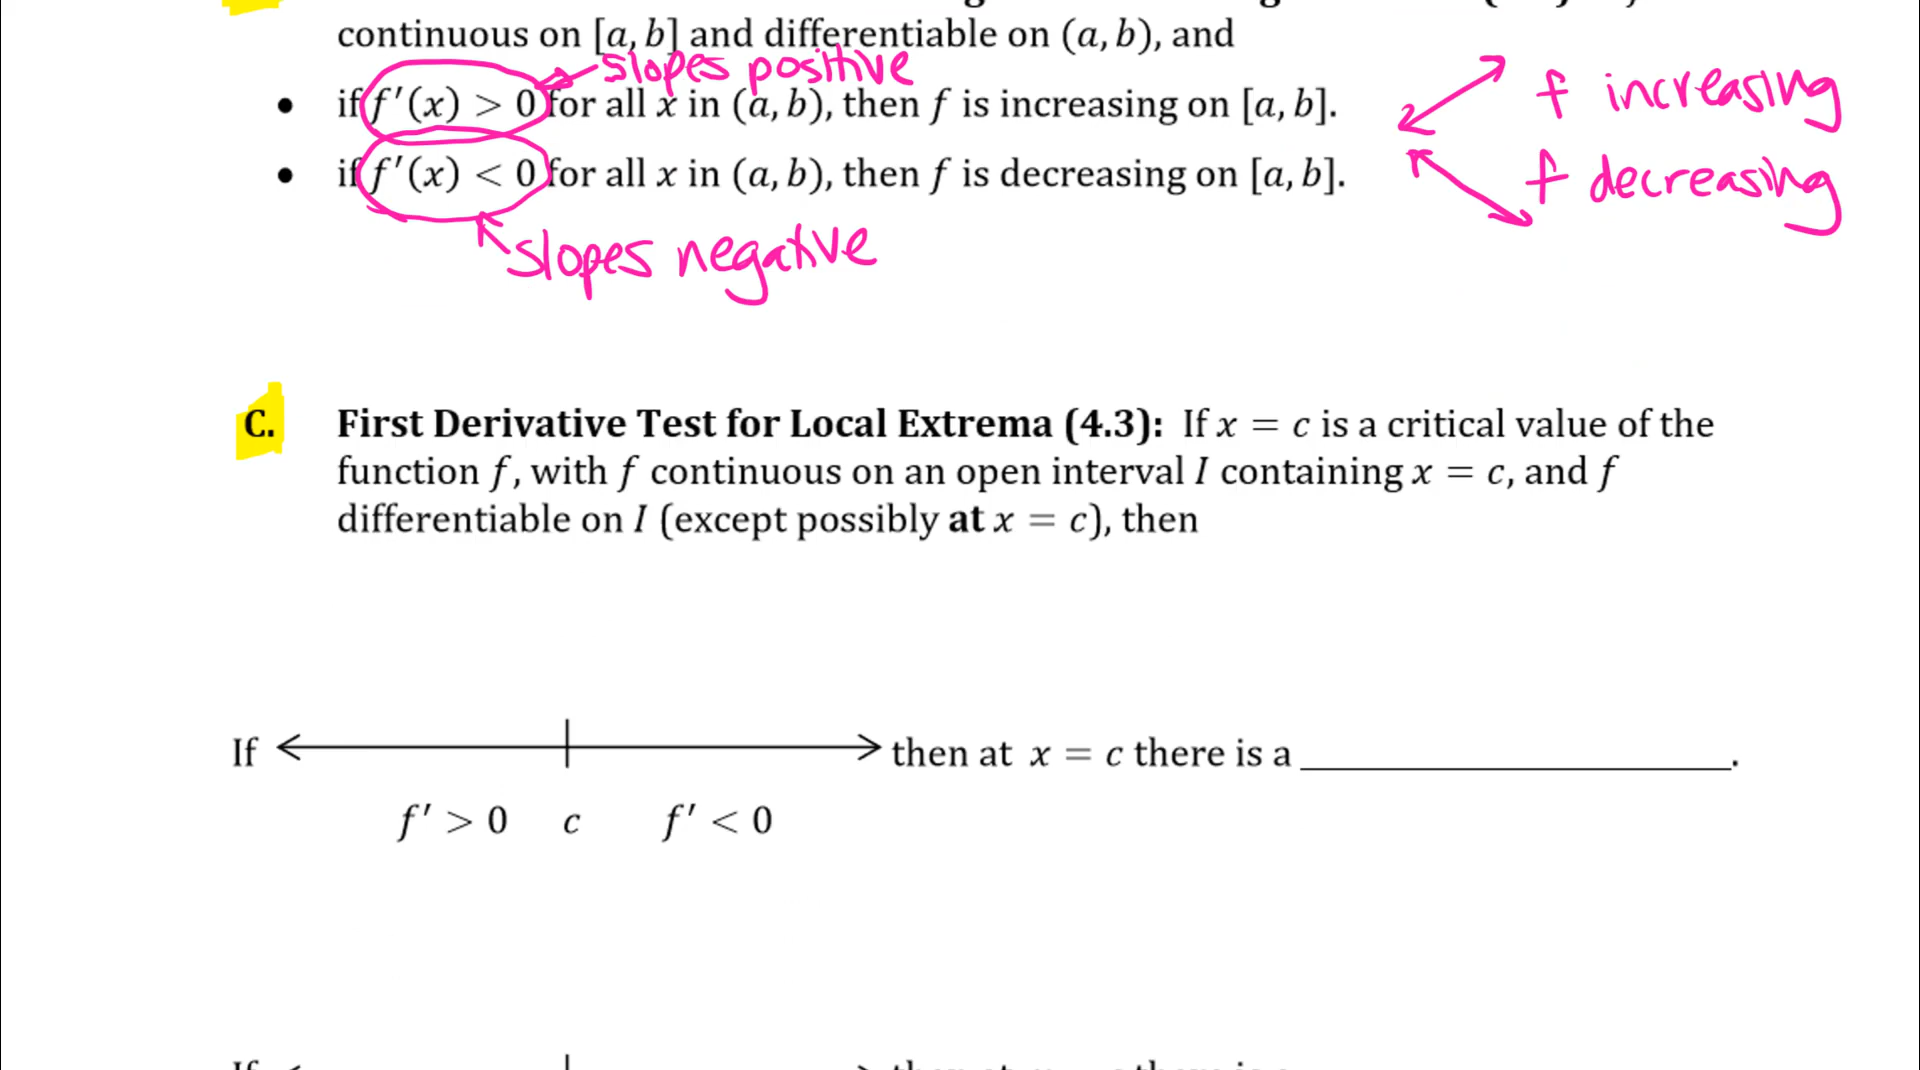 continuous on [a, b] and differentiable on (a, b), and
slopes positive
• if f′(x) > 0 for all x in (a, b), then f is increasing on [a, b].
f increasing
• if f′(x) < 0 for all x in (a, b), then f is decreasing on [a, b].
f decreasing
slopes negative
C. First Derivative Test for Local Extrema (4.3): If x = c is a critical value of the
function f, with f continuous on an open interval I containing x = c, and f
differentiable on I (except possibly at x = c), then
If then at x = c there is a ____________________.
f′ > 0 c f′ < 0